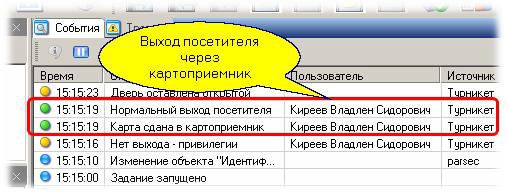 События
Выход посетителя
через
картоприемник
Время Пользователь Источник
15:15:23 Дверь оставлена открытой Турникет
15:15:19 Нормальный выход посетителя Киреев Владлен Сидорович Турникет
15:15:19 Карта сдана в картоприемник Киреев Владлен Сидорович Турникет
15:15:16 Нет выхода - привилегии Киреев Владлен Сидорович Турникет
15:15:10 Изменение объекта "Идентиф... parsec
15:15:00 Задание запущено